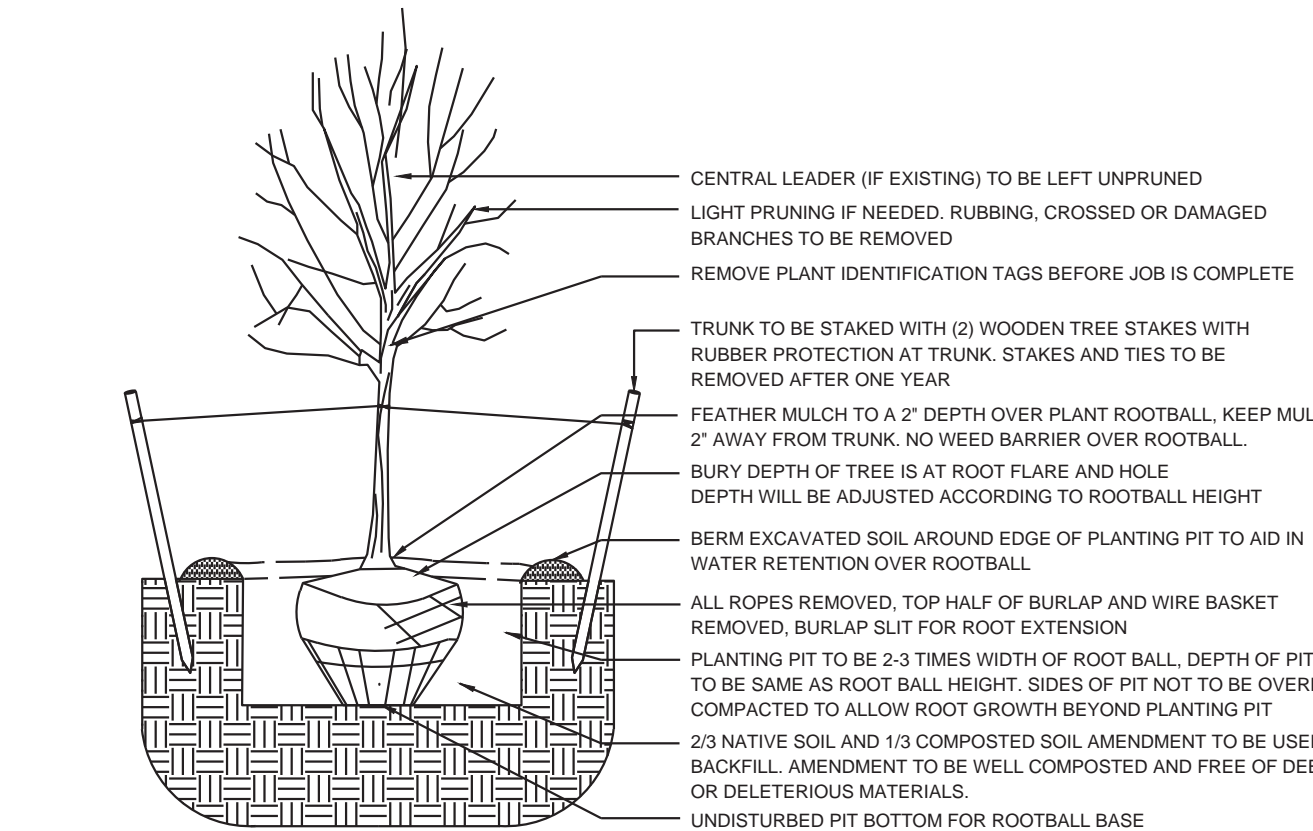 CENTRAL LEADER (IF EXISTING) TO BE LEFT UNPRUNED
LIGHT PRUNING IF NEEDED. RUBBING, CROSSED OR DAMAGED
BRANCHES TO BE REMOVED
REMOVE PLANT IDENTIFICATION TAGS BEFORE JOB IS COMPLETE
TRUNK TO BE STAKED WITH (2) WOODEN TREE STAKES WITH
RUBBER PROTECTION AT TRUNK. STAKES AND TIES TO BE
REMOVED AFTER ONE YEAR
FEATHER MULCH TO A 2" DEPTH OVER PLANT ROOTBALL, KEEP
2" AWAY FROM TRUNK. NO WEED BARRIER OVER ROOTBALL.
BURY DEPTH OF TREE IS AT ROOT FLARE AND HOLE
DEPTH WILL BE ADJUSTED ACCORDING TO ROOTBALL HEIGHT
BERM EXCAVATED SOIL AROUND EDGE OF PLANTING PIT TO AID IN
WATER RETENTION OVER ROOTBALL
ALL ROPES REMOVED, TOP HALF OF BURLAP AND WIRE BASKET
REMOVED, BURLAP SLIT FOR ROOT EXTENSION
PLANTING PIT TO BE 2-3 TIMES WIDTH OF ROOT BALL, DEPTH OF PIT
TO BE SAME AS ROOT BALL HEIGHT. SIDES OF PIT NOT TO BE
COMPACTED TO ALLOW ROOT GROWTH BEYOND PLANTING PIT
2/3 NATIVE SOIL AND 1/3 COMPOSTED SOIL AMENDMENT TO BE
BACKFILL. AMENDMENT TO BE WELL COMPOSTED AND FREE OF
OR DELETERIOUS MATERIALS.
UNDISTURBED PIT BOTTOM FOR ROOTBALL BASE